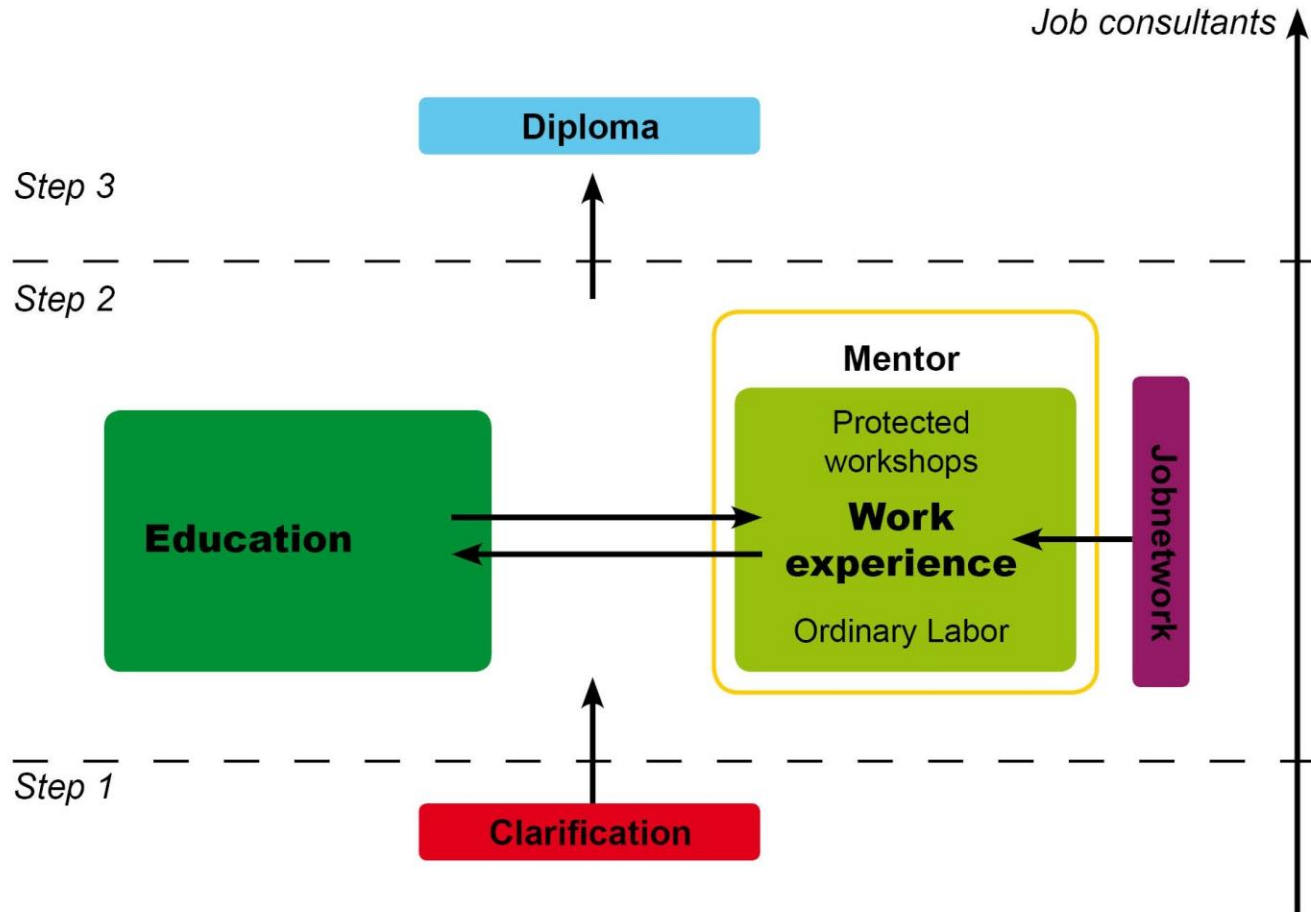 Job consultants
Diploma
Step 3
Step 2
Mentor
Protected
workshops
Education
Work
experience
Ordinary Labor
Jobnetwork
Step 1
Clarification